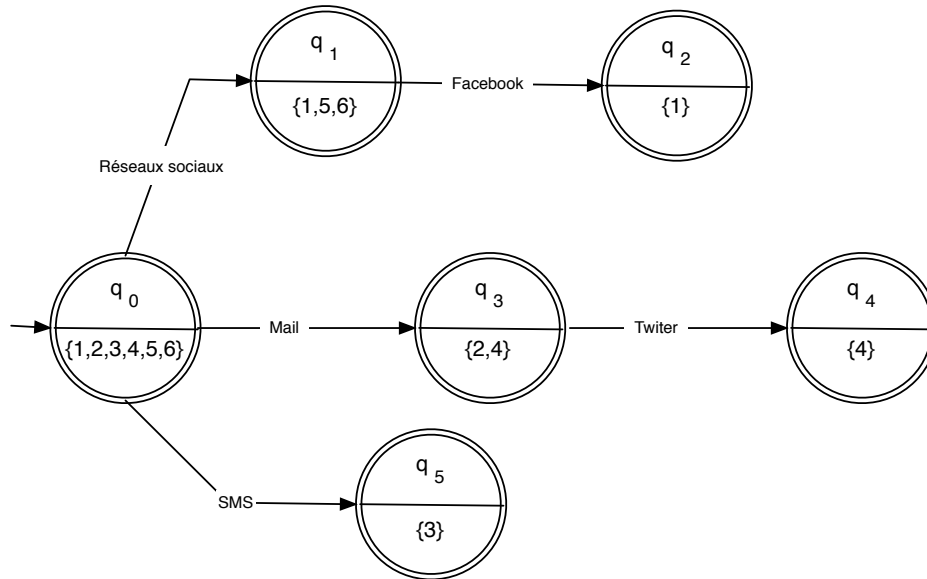 q 1
{1,5,6}
Facebook
q 2
{1}
Réseaux sociaux
q 0
{1,2,3,4,5,6}
Mail
q 3
{2,4}
Twiter
q 4
{4}
SMS
q 5
{3}